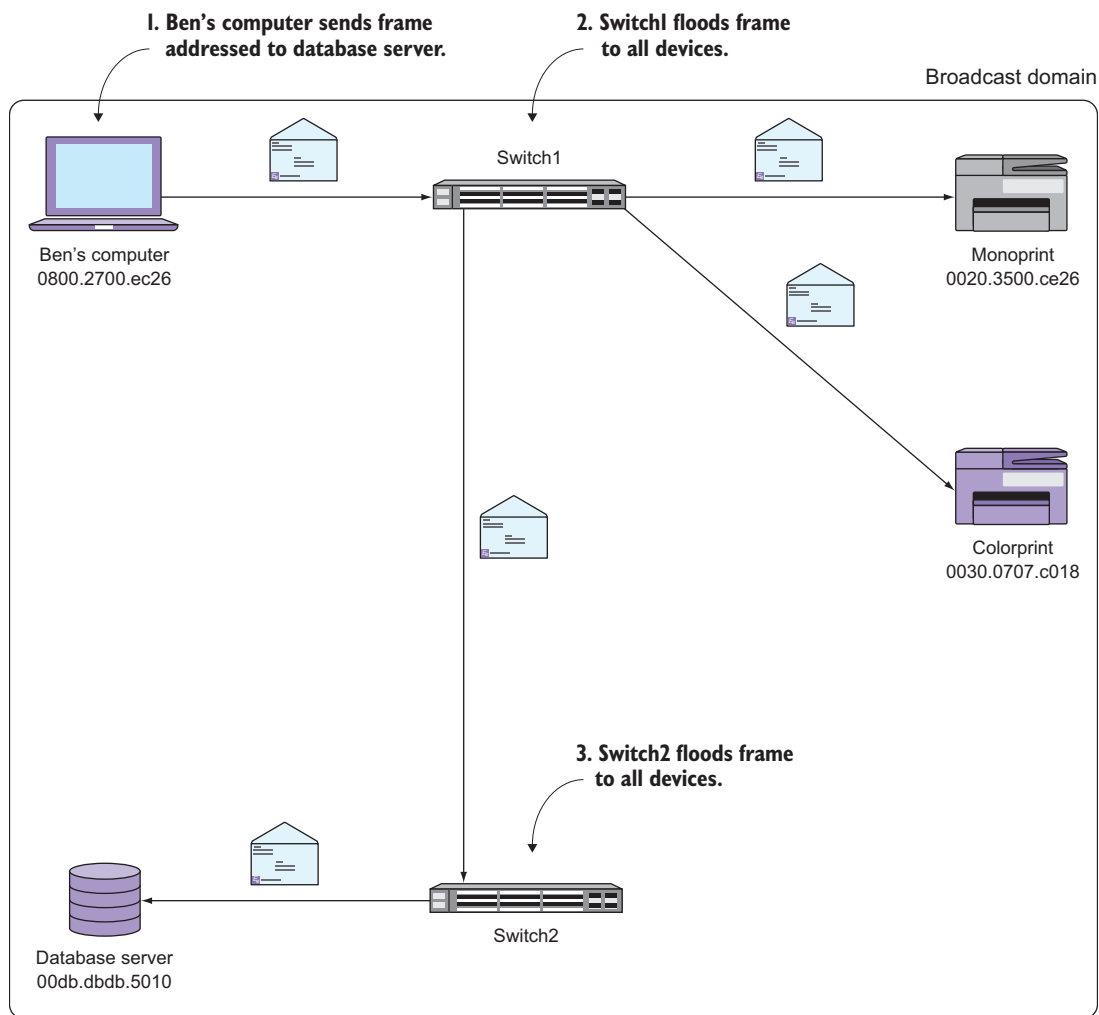 1. Ben's computer sends frame
addressed to database server.
2. Switch1 floods frame
to all devices.
Broadcast domain
Switch1
Ben's computer
0800.2700.ec26
Monoprint
0020.3500.ce26
Colorprint
0030.0707.c018
3. Switch2 floods frame
to all devices.
Switch2
Database server
00db.dbdb.5010